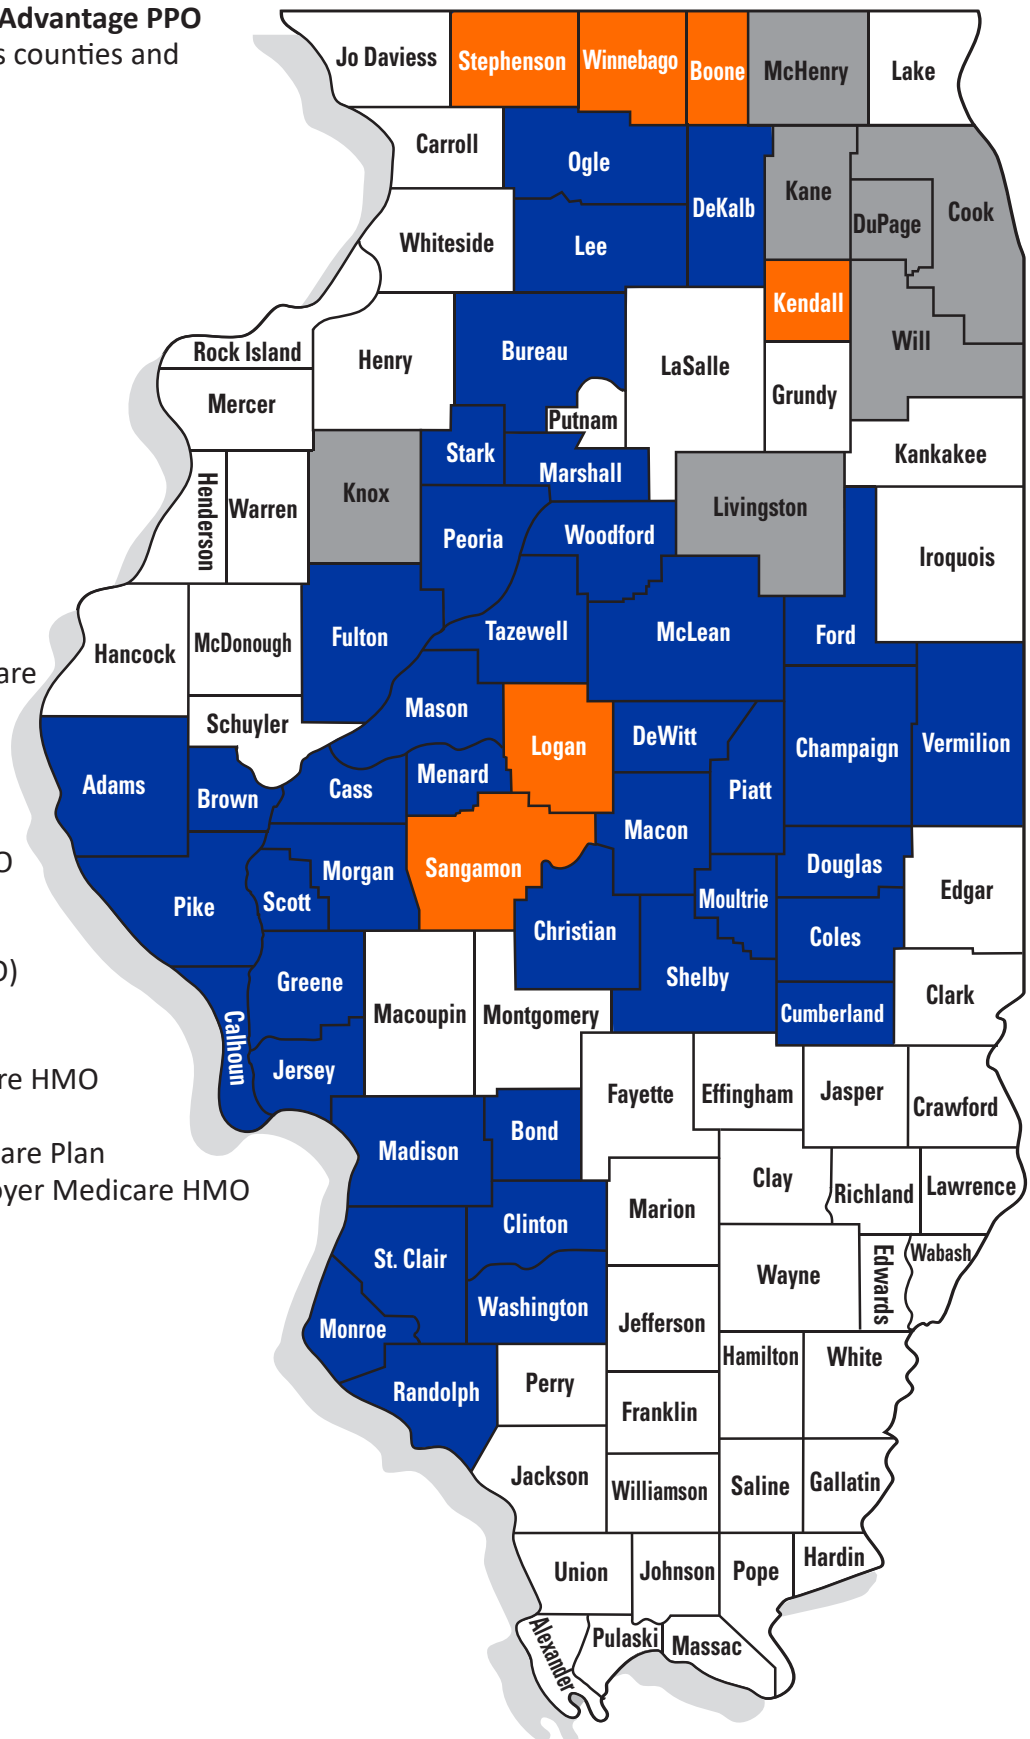 Advantage PPO
s counties and
are
O
O)
re HMO
are Plan
oyer Medicare HMO
Jo Daviess
Stephenson
Winnebago
Boone
McHenry
Lake
Carroll
Ogle
DeKalb
Kane
DuPage
Cook
Whiteside
Lee
Kendall
Will
Rock Island
Henry
Bureau
LaSalle
Grundy
Mercer
Putnam
Kankakee
Stark
Marshall
Henderson
Warren
Knox
Livingston
Peoria
Woodford
Iroquois
Hancock
McDonough
Fulton
Tazewell
McLean
Ford
Schuyler
Mason
Logan
DeWitt
Champaign
Vermilion
Adams
Brown
Cass
Menard
Piatt
Macon
Pike
Scott
Morgan
Sangamon
Moultrie
Douglas
Edgar
Christian
Coles
Greene
Shelby
Calhoun
Macoupin
Montgomery
Cumberland
Clark
Jersey
Fayette
Effingham
Jasper
Crawford
Madison
Bond
Clay
Richland
Lawrence
Marion
Clinton
St. Clair
Wayne
Edwards
Wabash
Washington
Monroe
Jefferson
Hamilton
White
Randolph
Perry
Franklin
Jackson
Williamson
Saline
Gallatin
Union
Johnson
Pope
Hardin
Alexander
Pulaski
Massac